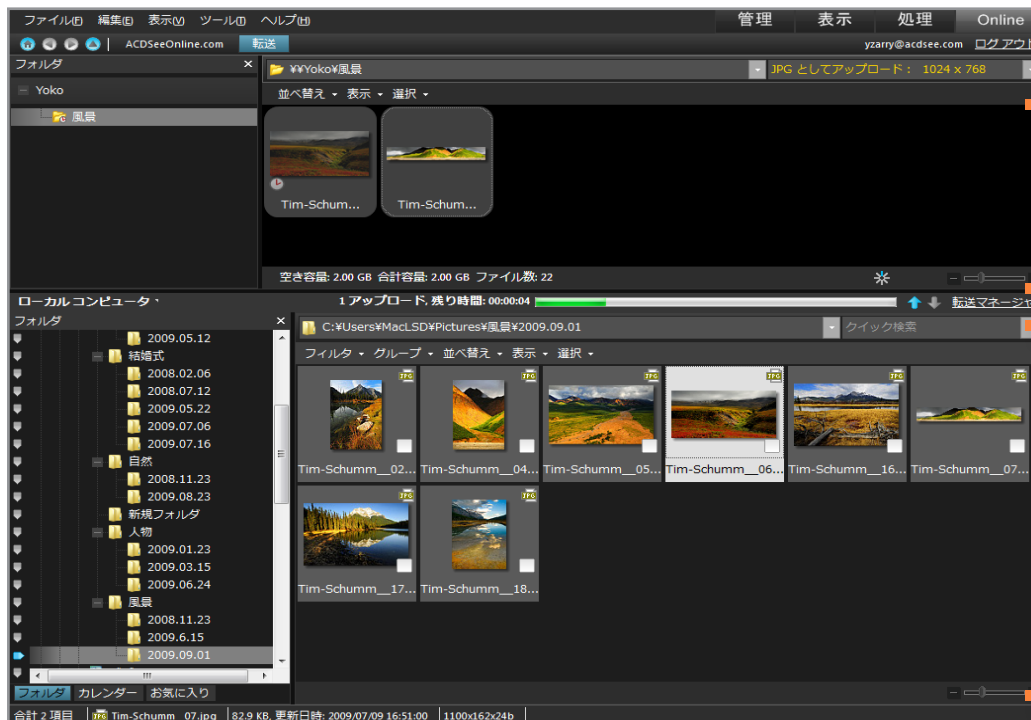 ファイル(F) 編集(E) 表示(V) ツール(T) ヘルプ(H) 管理 表示 処理 Online
ACDSeeOnline.com 転送 yzarry@acdsee.com ログ アウト
フォルダ ×
Yoko
風景
¥¥Yoko¥風景 JPG としてアップロード： 1024 x 768
並べ替え 表示 選択
Tim-Schum... Tim-Schum...
空き容量: 2.00 GB 合計容量: 2.00 GB ファイル数: 22
ローカル コンピュータ 1 アップロード, 残り時間: 00:00:04 転送マネージャ
フォルダ ×
2009.05.12
結婚式
2008.02.06
2008.07.12
2009.05.22
2009.07.06
2009.07.16
自然
2008.11.23
2009.08.23
新規フォルダ
人物
2009.01.23
2009.03.15
2009.06.24
風景
2008.11.23
2009.6.15
2009.09.01
フォルダ カレンダー お気に入り
C:¥Users¥MacLSD¥Pictures¥風景¥2009.09.01 クイック検索
フィルタ グループ 並べ替え 表示 選択
JPG JPG JPG JPG JPG JPG
Tim-Schumm__02... Tim-Schumm__04... Tim-Schumm__05... Tim-Schumm__06... Tim-Schumm__16... Tim-Schumm__07...
JPG JPG
Tim-Schumm__17... Tim-Schumm__18...
合計 2 項目 JPG Tim-Schumm__07.jpg 82.9 KB, 更新日時: 2009/07/09 16:51:00 1100x162x24b